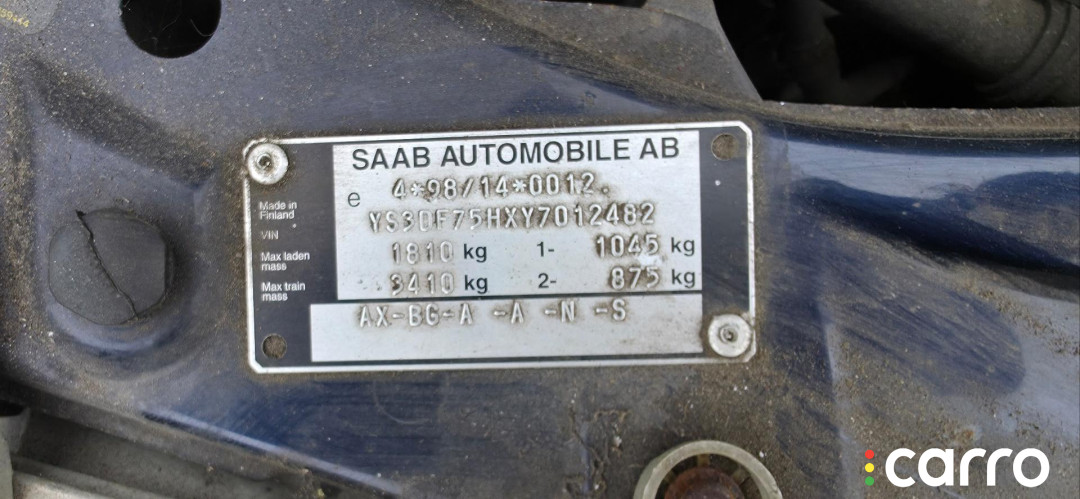 SAAB AUTOMOBILE AB
e 4*98/14*0012.
Made in
Finland
VIN YS3DF75HXY7012482
Max laden
mass 1810 kg 1- 1045 kg
Max train
mass 3410 kg 2- 875 kg
AX-BG-A -A -N -S
carro